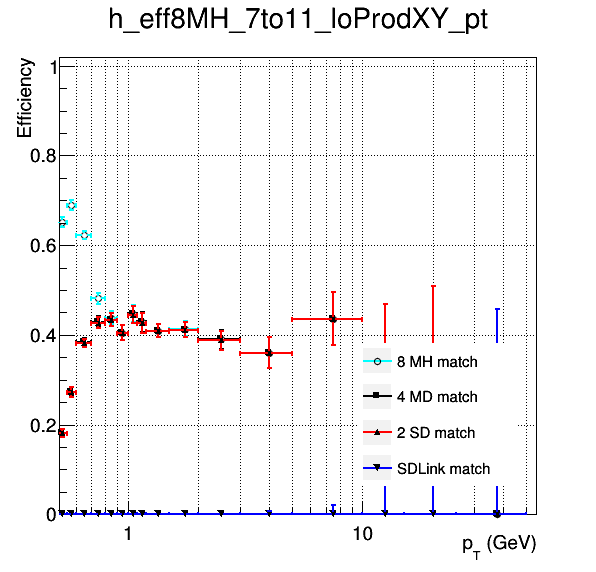 h_eff8MH_7to11_loProdXY_pt
Efficiency
1
0.8
0.6
0.4
0.2
0
8 MH match
4 MD match
2 SD match
SDLink match
1
10
p_T (GeV)